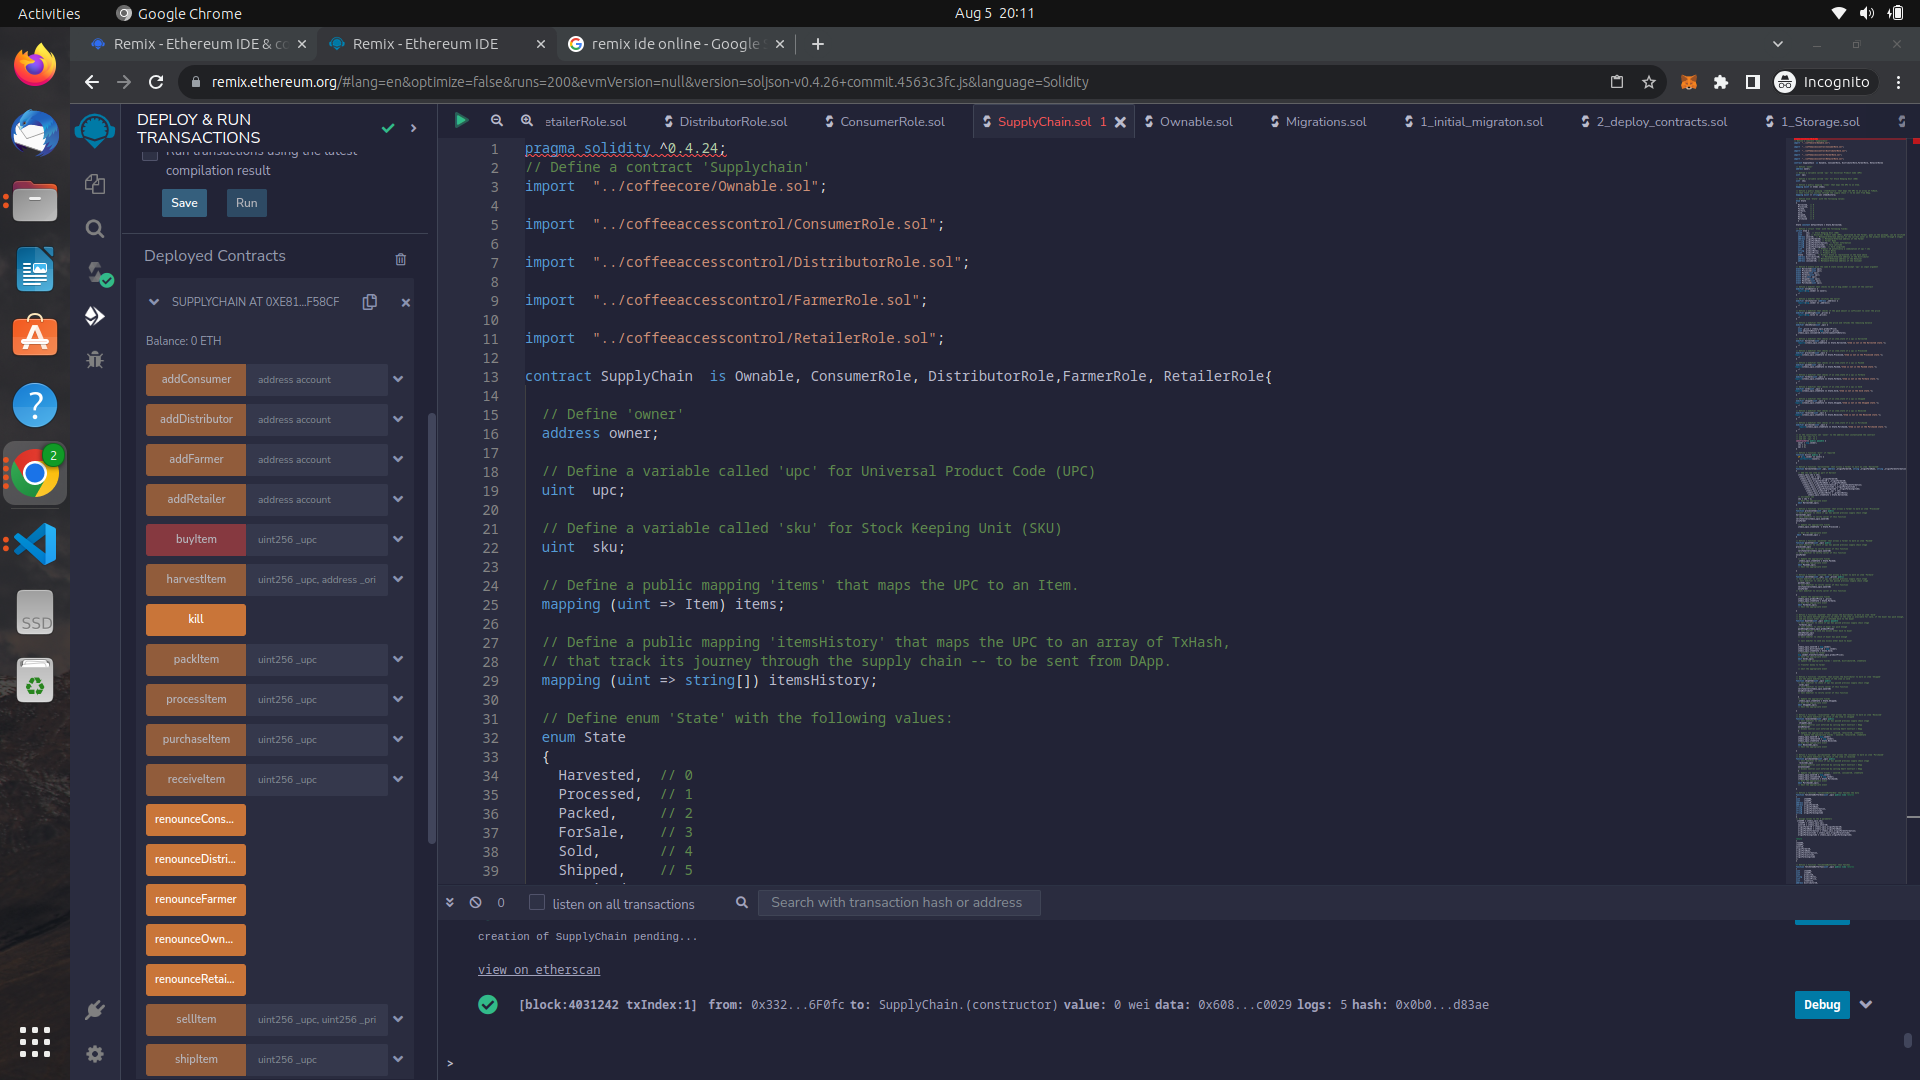 Activities
Google Chrome
Aug 5 20:11
Remix - Ethereum IDE & co
Remix - Ethereum IDE
remix ide online - Google S
remix.ethereum.org/#lang=en&optimize=false&runs=200&evmVersion=null&version=soljson-v0.4.26+commit.4563c3fc.js&language=Solidity
Incognito
DEPLOY & RUN
TRANSACTIONS
Run transactions using the latest
compilation result
Save
Run
Deployed Contracts
SUPPLYCHAIN AT 0XE81...F58CF
Balance: 0 ETH
addConsumer address account
addDistributor address account
addFarmer address account
addRetailer address account
buyItem uint256 _upc
harvestItem uint256 _upc, address _ori
kill
packItem uint256 _upc
processItem uint256 _upc
purchaseItem uint256 _upc
receiveItem uint256 _upc
renounceCons...
renounceDistri...
renounceFarmer
renounceOwn...
renounceRetai...
sellItem uint256 _upc, uint256 _pri
shipItem uint256 _upc
2
SSD
etailerRole.sol
DistributorRole.sol
ConsumerRole.sol
SupplyChain.sol 1
Ownable.sol
Migrations.sol
1_initial_migraton.sol
2_deploy_contracts.sol
1_Storage.sol
1 pragma solidity ^0.4.24;
2 // Define a contract 'Supplychain'
3 import "../coffeecore/Ownable.sol";
4
5 import "../coffeeaccesscontrol/ConsumerRole.sol";
6
7 import "../coffeeaccesscontrol/DistributorRole.sol";
8
9 import "../coffeeaccesscontrol/FarmerRole.sol";
10
11 import "../coffeeaccesscontrol/RetailerRole.sol";
12
13 contract SupplyChain is Ownable, ConsumerRole, DistributorRole,FarmerRole, RetailerRole{
14
15 // Define 'owner'
16 address owner;
17
18 // Define a variable called 'upc' for Universal Product Code (UPC)
19 uint upc;
20
21 // Define a variable called 'sku' for Stock Keeping Unit (SKU)
22 uint sku;
23
24 // Define a public mapping 'items' that maps the UPC to an Item.
25 mapping (uint => Item) items;
26
27 // Define a public mapping 'itemsHistory' that maps the UPC to an array of TxHash,
28 // that track its journey through the supply chain -- to be sent from DApp.
29 mapping (uint => string[]) itemsHistory;
30
31 // Define enum 'State' with the following values:
32 enum State
33 {
34 Harvested, // 0
35 Processed, // 1
36 Packed, // 2
37 ForSale, // 3
38 Sold, // 4
39 Shipped, // 5
0
listen on all transactions
Search with transaction hash or address
creation of SupplyChain pending...
view on etherscan
[block:4031242 txIndex:1] from: 0x332...6F0fc to: SupplyChain.(constructor) value: 0 wei data: 0x608...c0029 logs: 5 hash: 0x0b0...d83ae
Debug
>